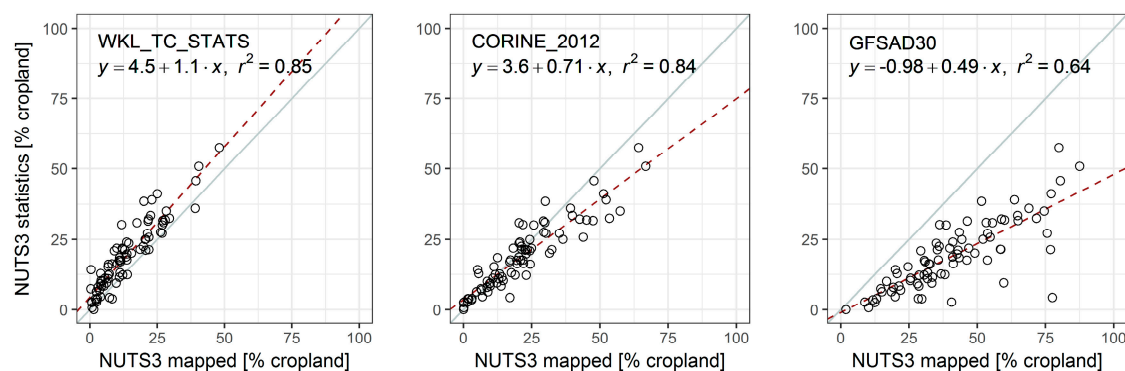 NUTS3 statistics [% cropland]
100
75
50
25
0
WKL_TC_STATS
y = 4.5 + 1.1 · x, r² = 0.85
0 25 50 75 100
NUTS3 mapped [% cropland]
100
75
50
25
0
CORINE_2012
y = 3.6 + 0.71 · x, r² = 0.84
0 25 50 75 100
NUTS3 mapped [% cropland]
100
75
50
25
0
GFSAD30
y = -0.98 + 0.49 · x, r² = 0.64
0 25 50 75 100
NUTS3 mapped [% cropland]